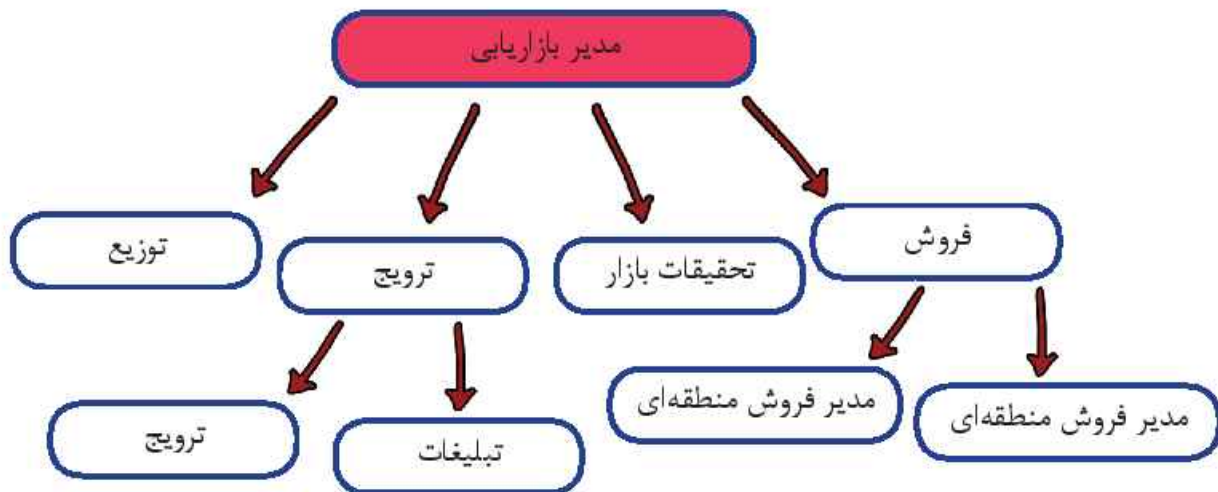 مدیر بازاریابی
فروش
تحقیقات بازار
ترویج
توزیع
مدیر فروش منطقه‌ای
مدیر فروش منطقه‌ای
تبلیغات
ترویج